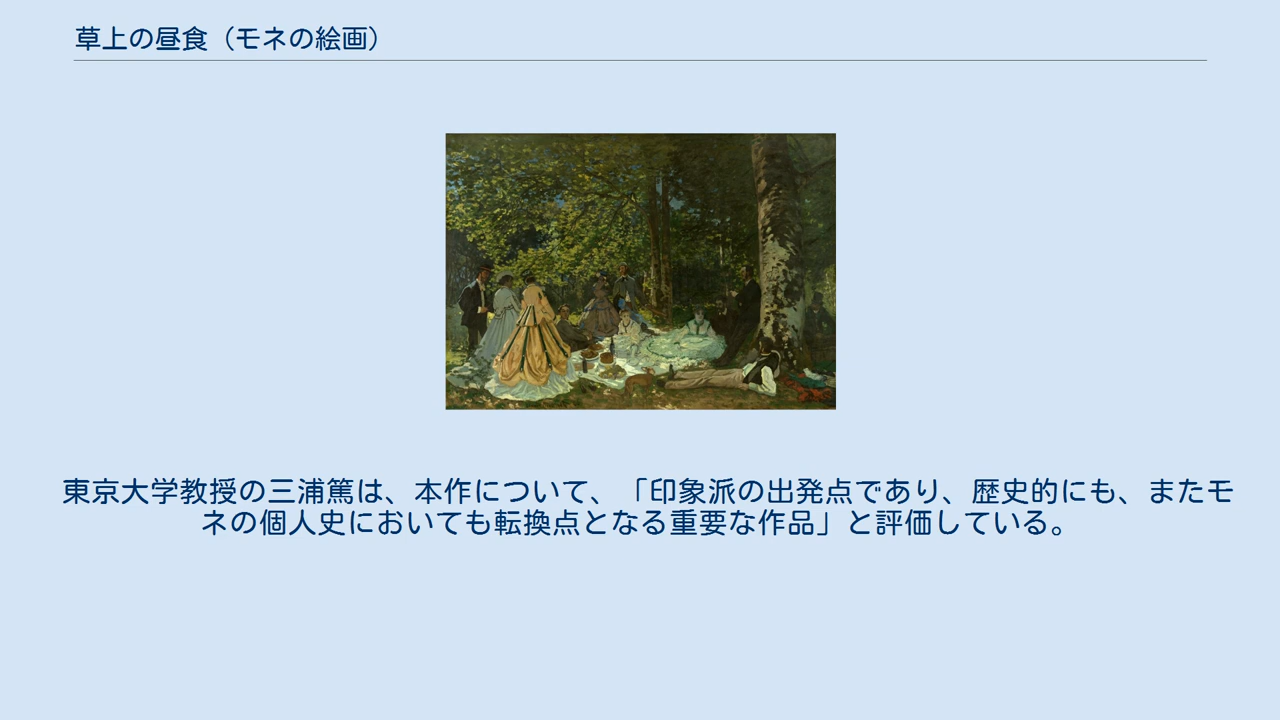 草上の昼食（モネの絵画）
東京大学教授の三浦篤は、本作について、「印象派の出発点であり、歴史的にも、またモ
ネの個人史においても転換点となる重要な作品」と評価している。